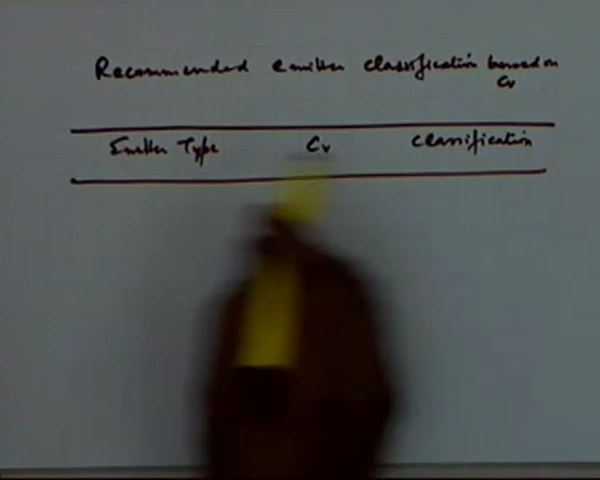 Recommended emitter classification based on
Cv
Emitter Type Cv classification